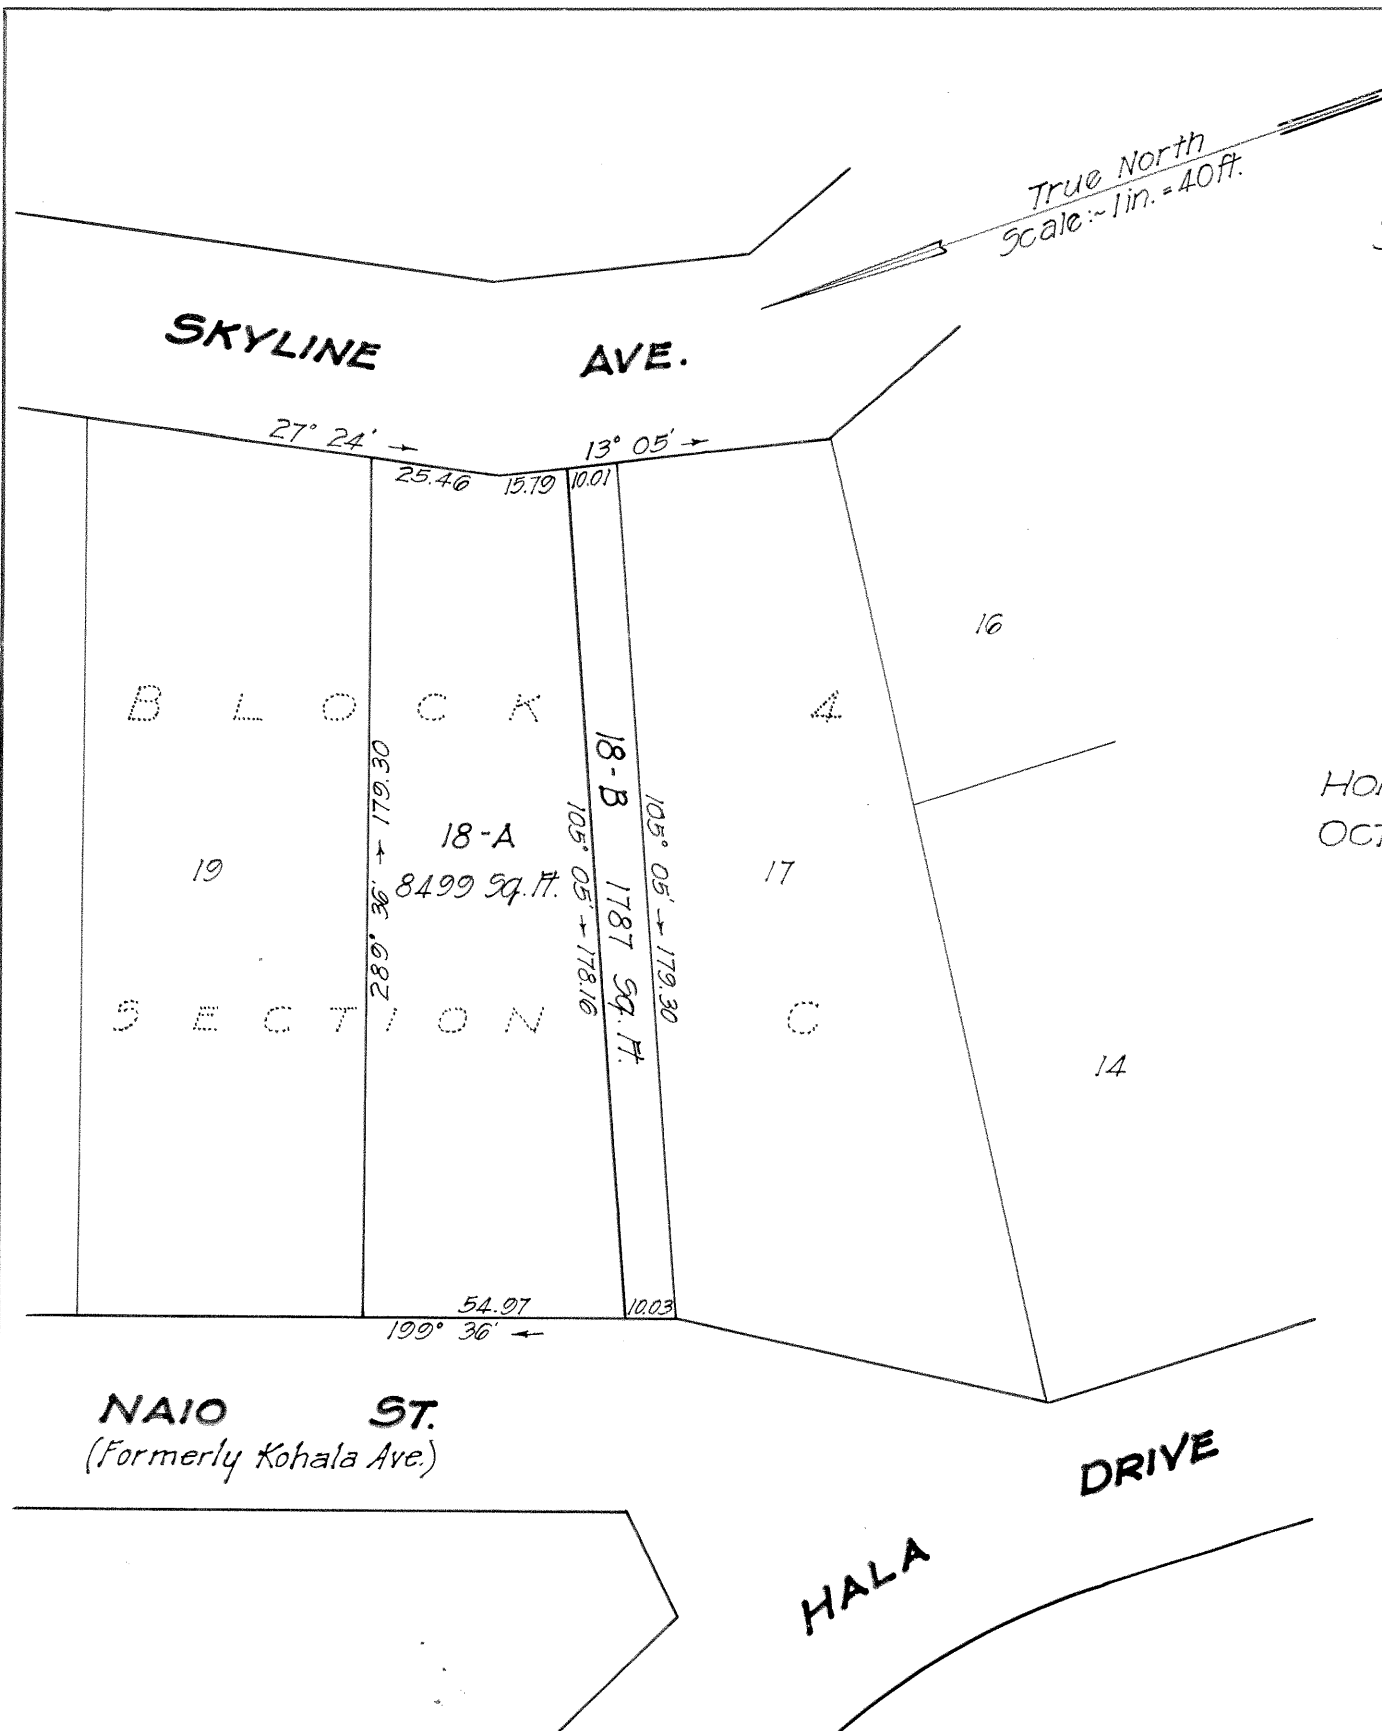 True North
Scale:- 1 in. = 40 ft.
SKYLINE AVE.
27° 24' →
13° 05' →
25.46
15.79
10.01
16
BLOCK 4
18-B 1787 Sq. Ft.
289° 36' → 179.30
105° 05' → 178.16
105° 05' → 179.30
18-A
8499 Sq. Ft.
19
17
SECTION C
14
54.97
10.03
199° 36' ←
NAIO ST.
(Formerly Kohala Ave.)
HALA DRIVE